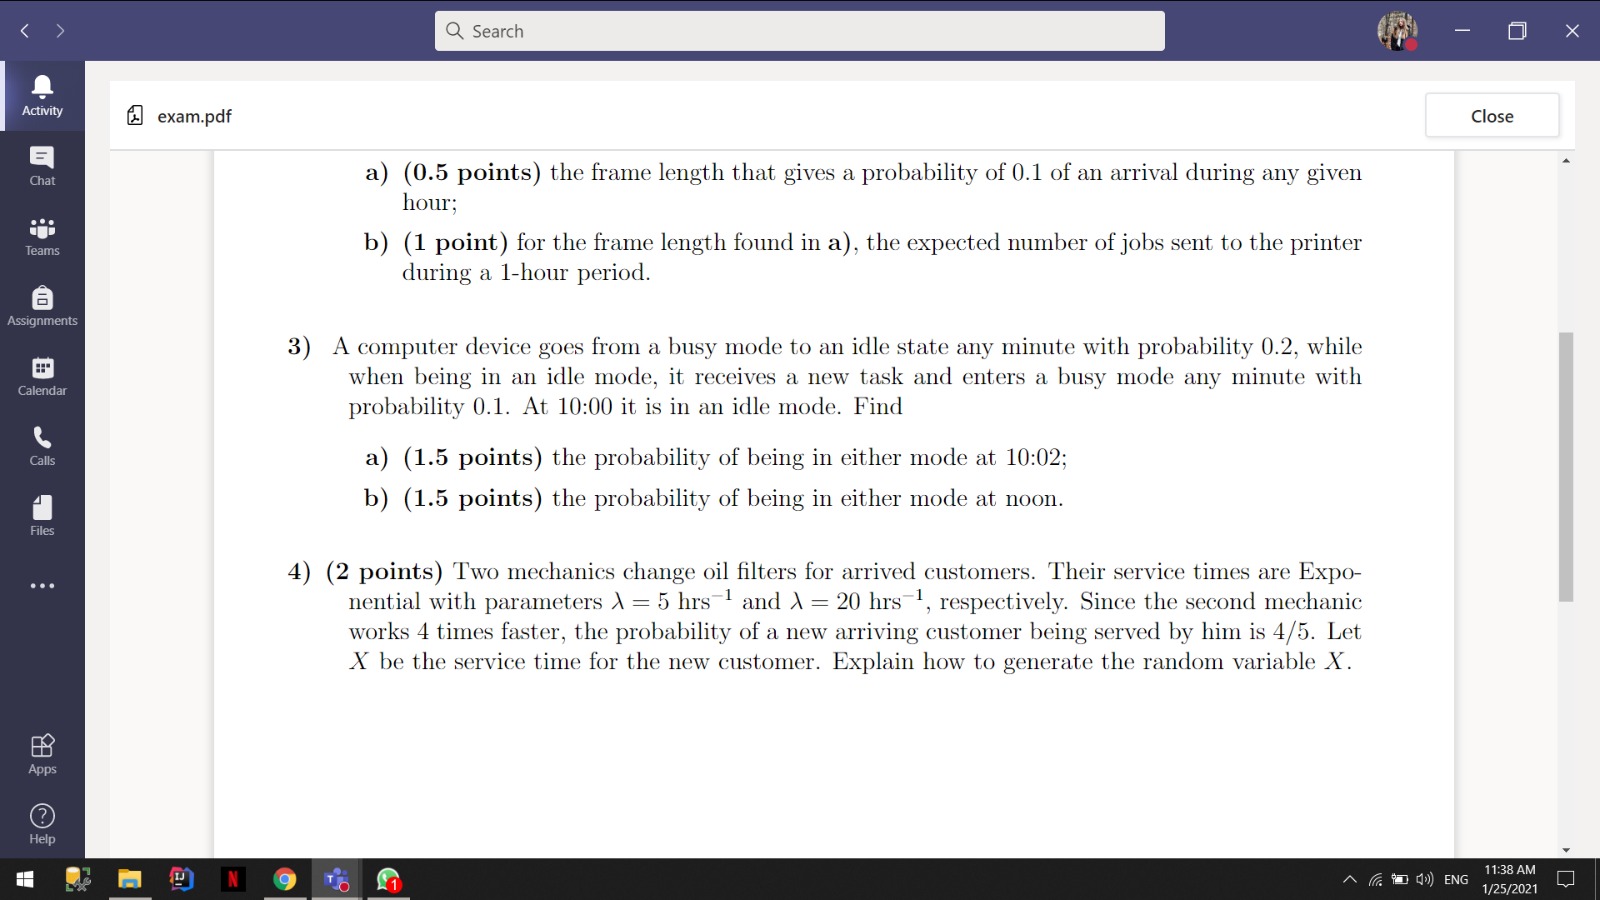 Search
Activity
Chat
Teams
Assignments
Calendar
Calls
Files
Apps
Help
exam.pdf
Close
a) (0.5 points) the frame length that gives a probability of 0.1 of an arrival during any given
hour;
b) (1 point) for the frame length found in a), the expected number of jobs sent to the printer
during a 1-hour period.
3) A computer device goes from a busy mode to an idle state any minute with probability 0.2, while
when being in an idle mode, it receives a new task and enters a busy mode any minute with
probability 0.1. At 10:00 it is in an idle mode. Find
a) (1.5 points) the probability of being in either mode at 10:02;
b) (1.5 points) the probability of being in either mode at noon.
4) (2 points) Two mechanics change oil filters for arrived customers. Their service times are Expo-
nential with parameters λ = 5 hrs⁻¹ and λ = 20 hrs⁻¹, respectively. Since the second mechanic
works 4 times faster, the probability of a new arriving customer being served by him is 4/5. Let
X be the service time for the new customer. Explain how to generate the random variable X.
IJ
N
T
1
ENG
11:38 AM
1/25/2021